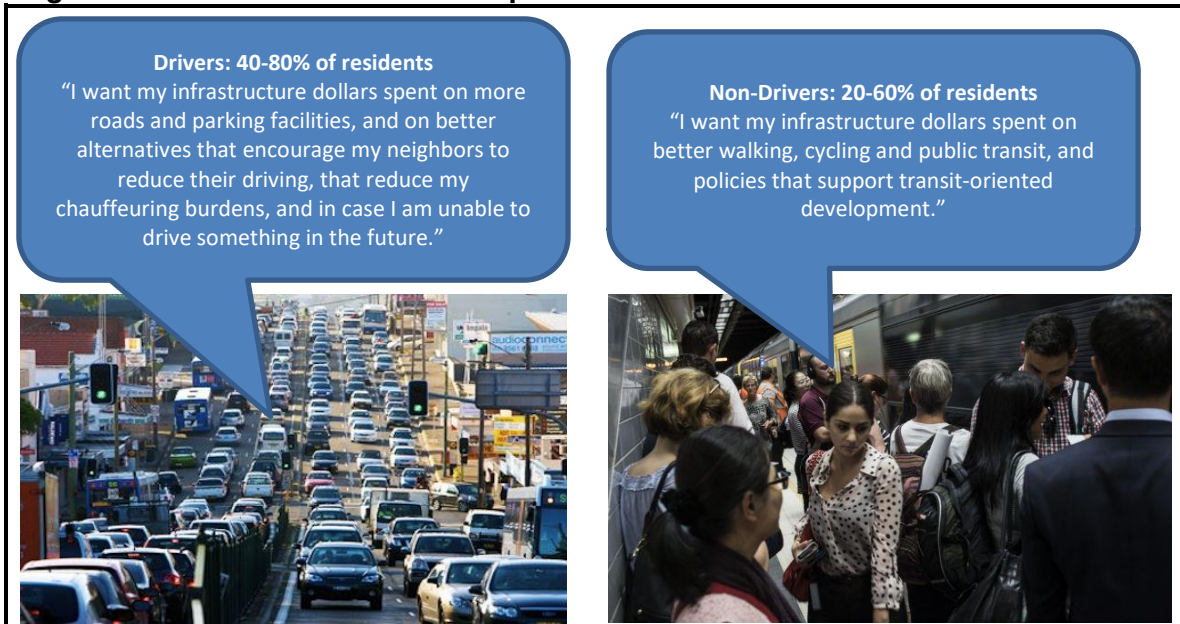 Drivers: 40-80% of residents
“I want my infrastructure dollars spent on more
roads and parking facilities, and on better
alternatives that encourage my neighbors to
reduce their driving, that reduce my
chauffeuring burdens, and in case I am unable to
drive something in the future.”
Non-Drivers: 20-60% of residents
“I want my infrastructure dollars spent on
better walking, cycling and public transit, and
policies that support transit-oriented
development.”
Impala
audioconnect